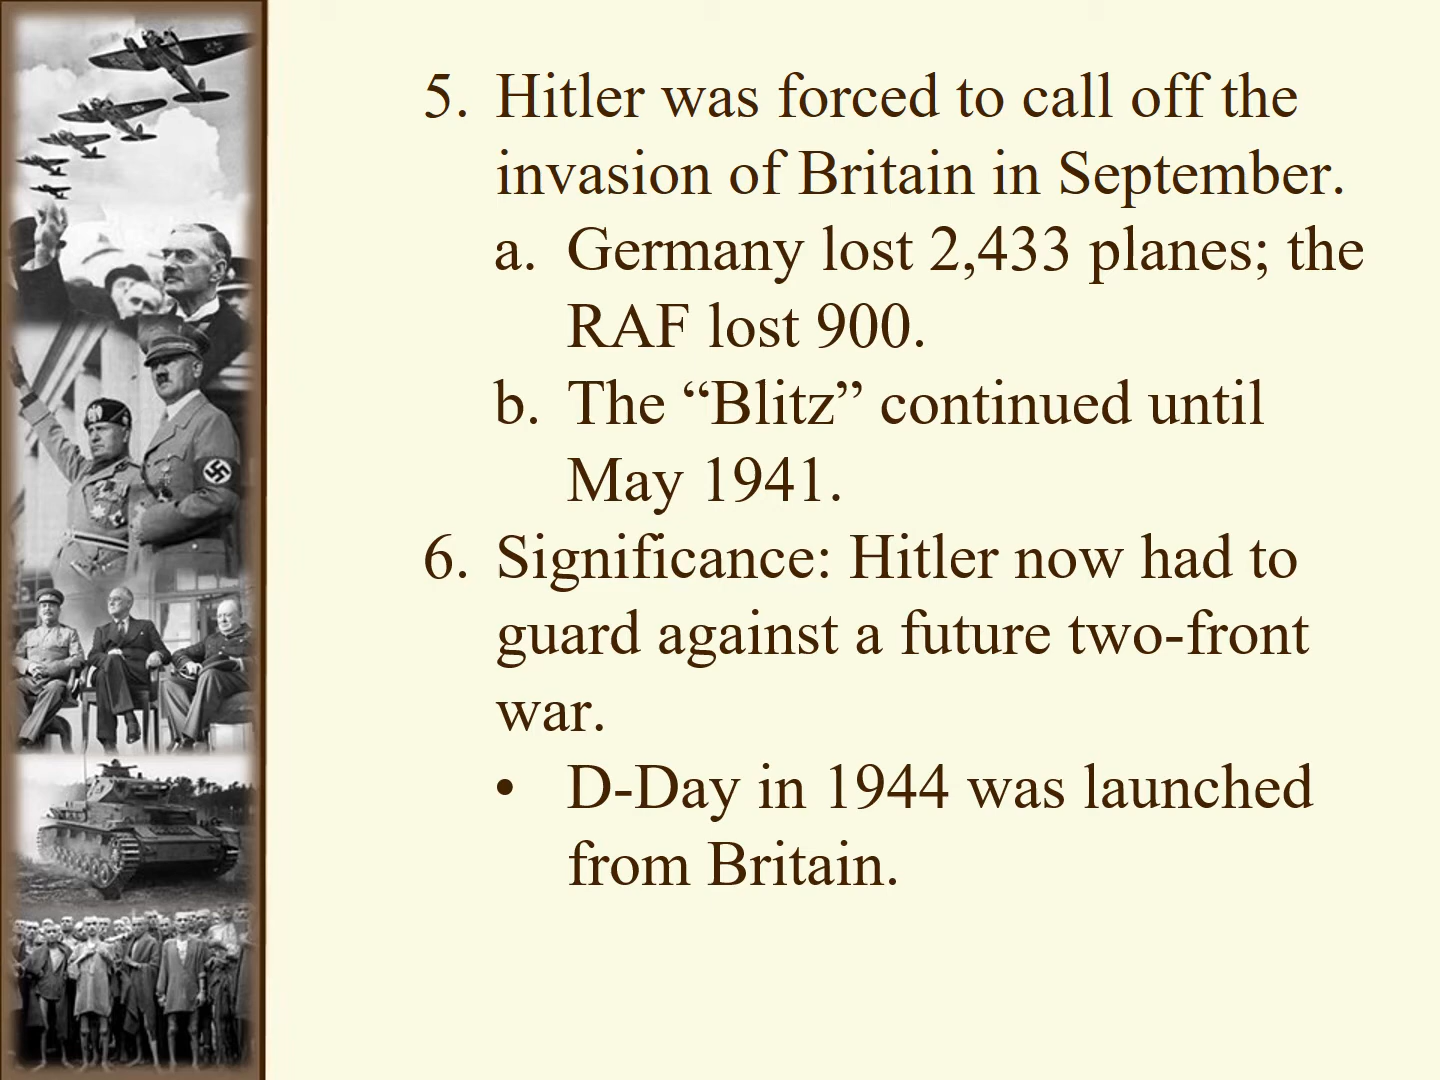 5. Hitler was forced to call off the
invasion of Britain in September.
a. Germany lost 2,433 planes; the
RAF lost 900.
b. The “Blitz” continued until
May 1941.
6. Significance: Hitler now had to
guard against a future two-front
war.
• D-Day in 1944 was launched
from Britain.